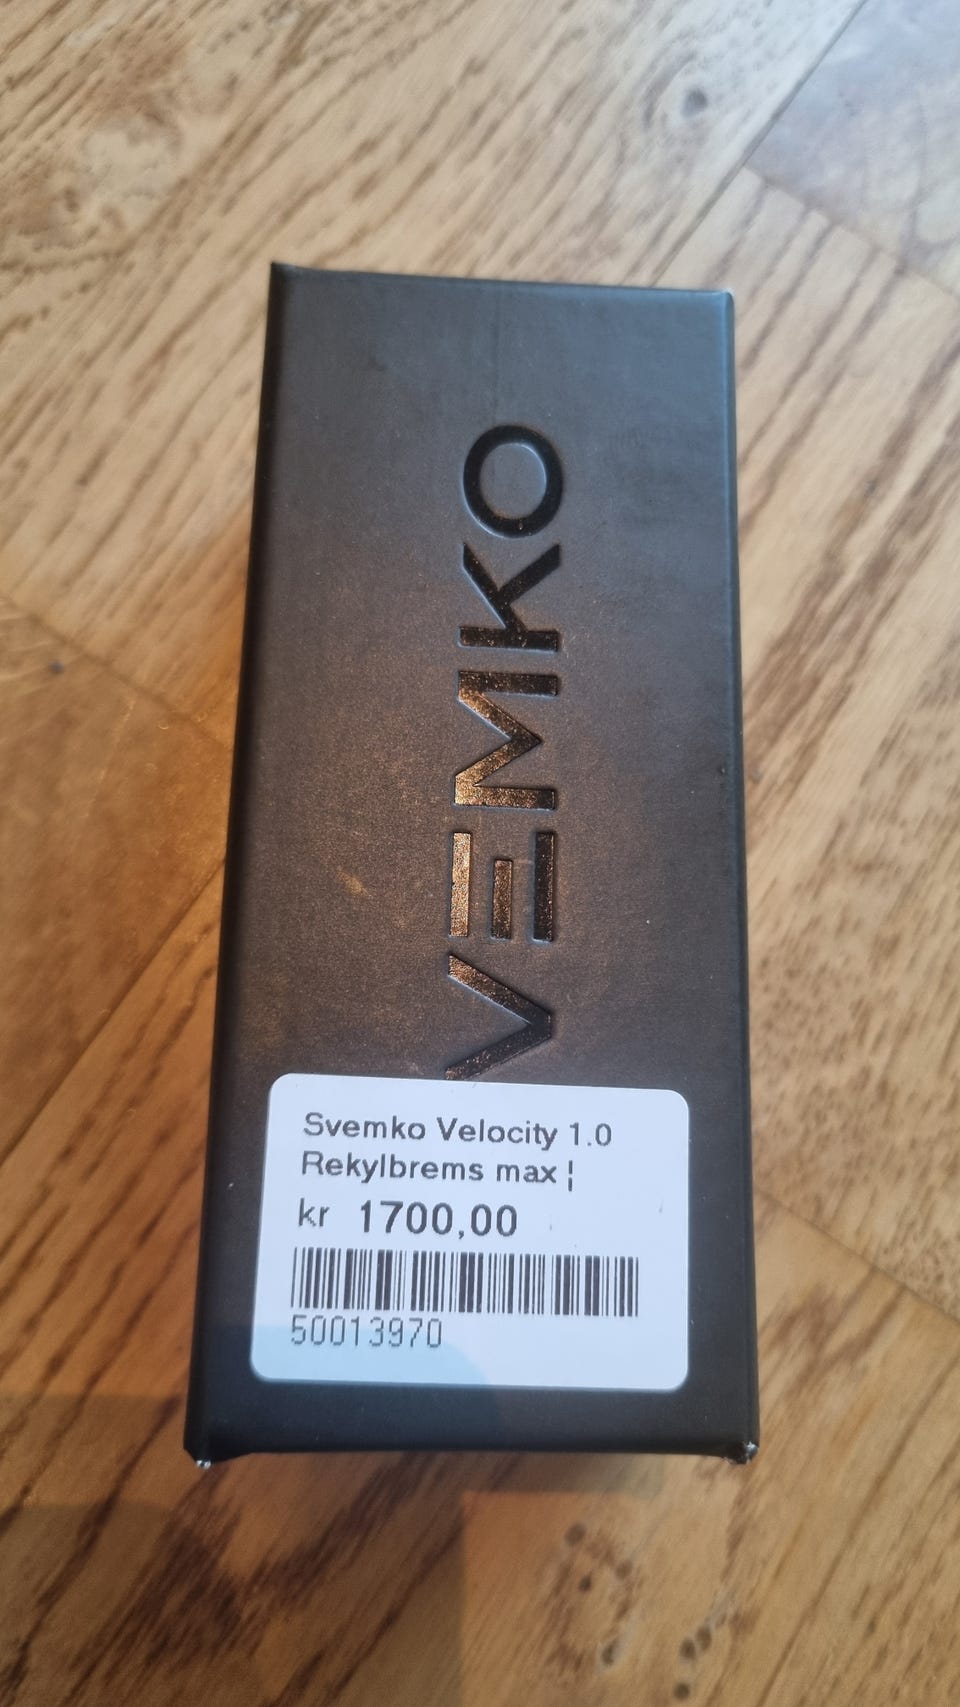 VEMKO
Svemko Velocity 1.0
Rekylbrems max ¦
kr 1700,00
50013970